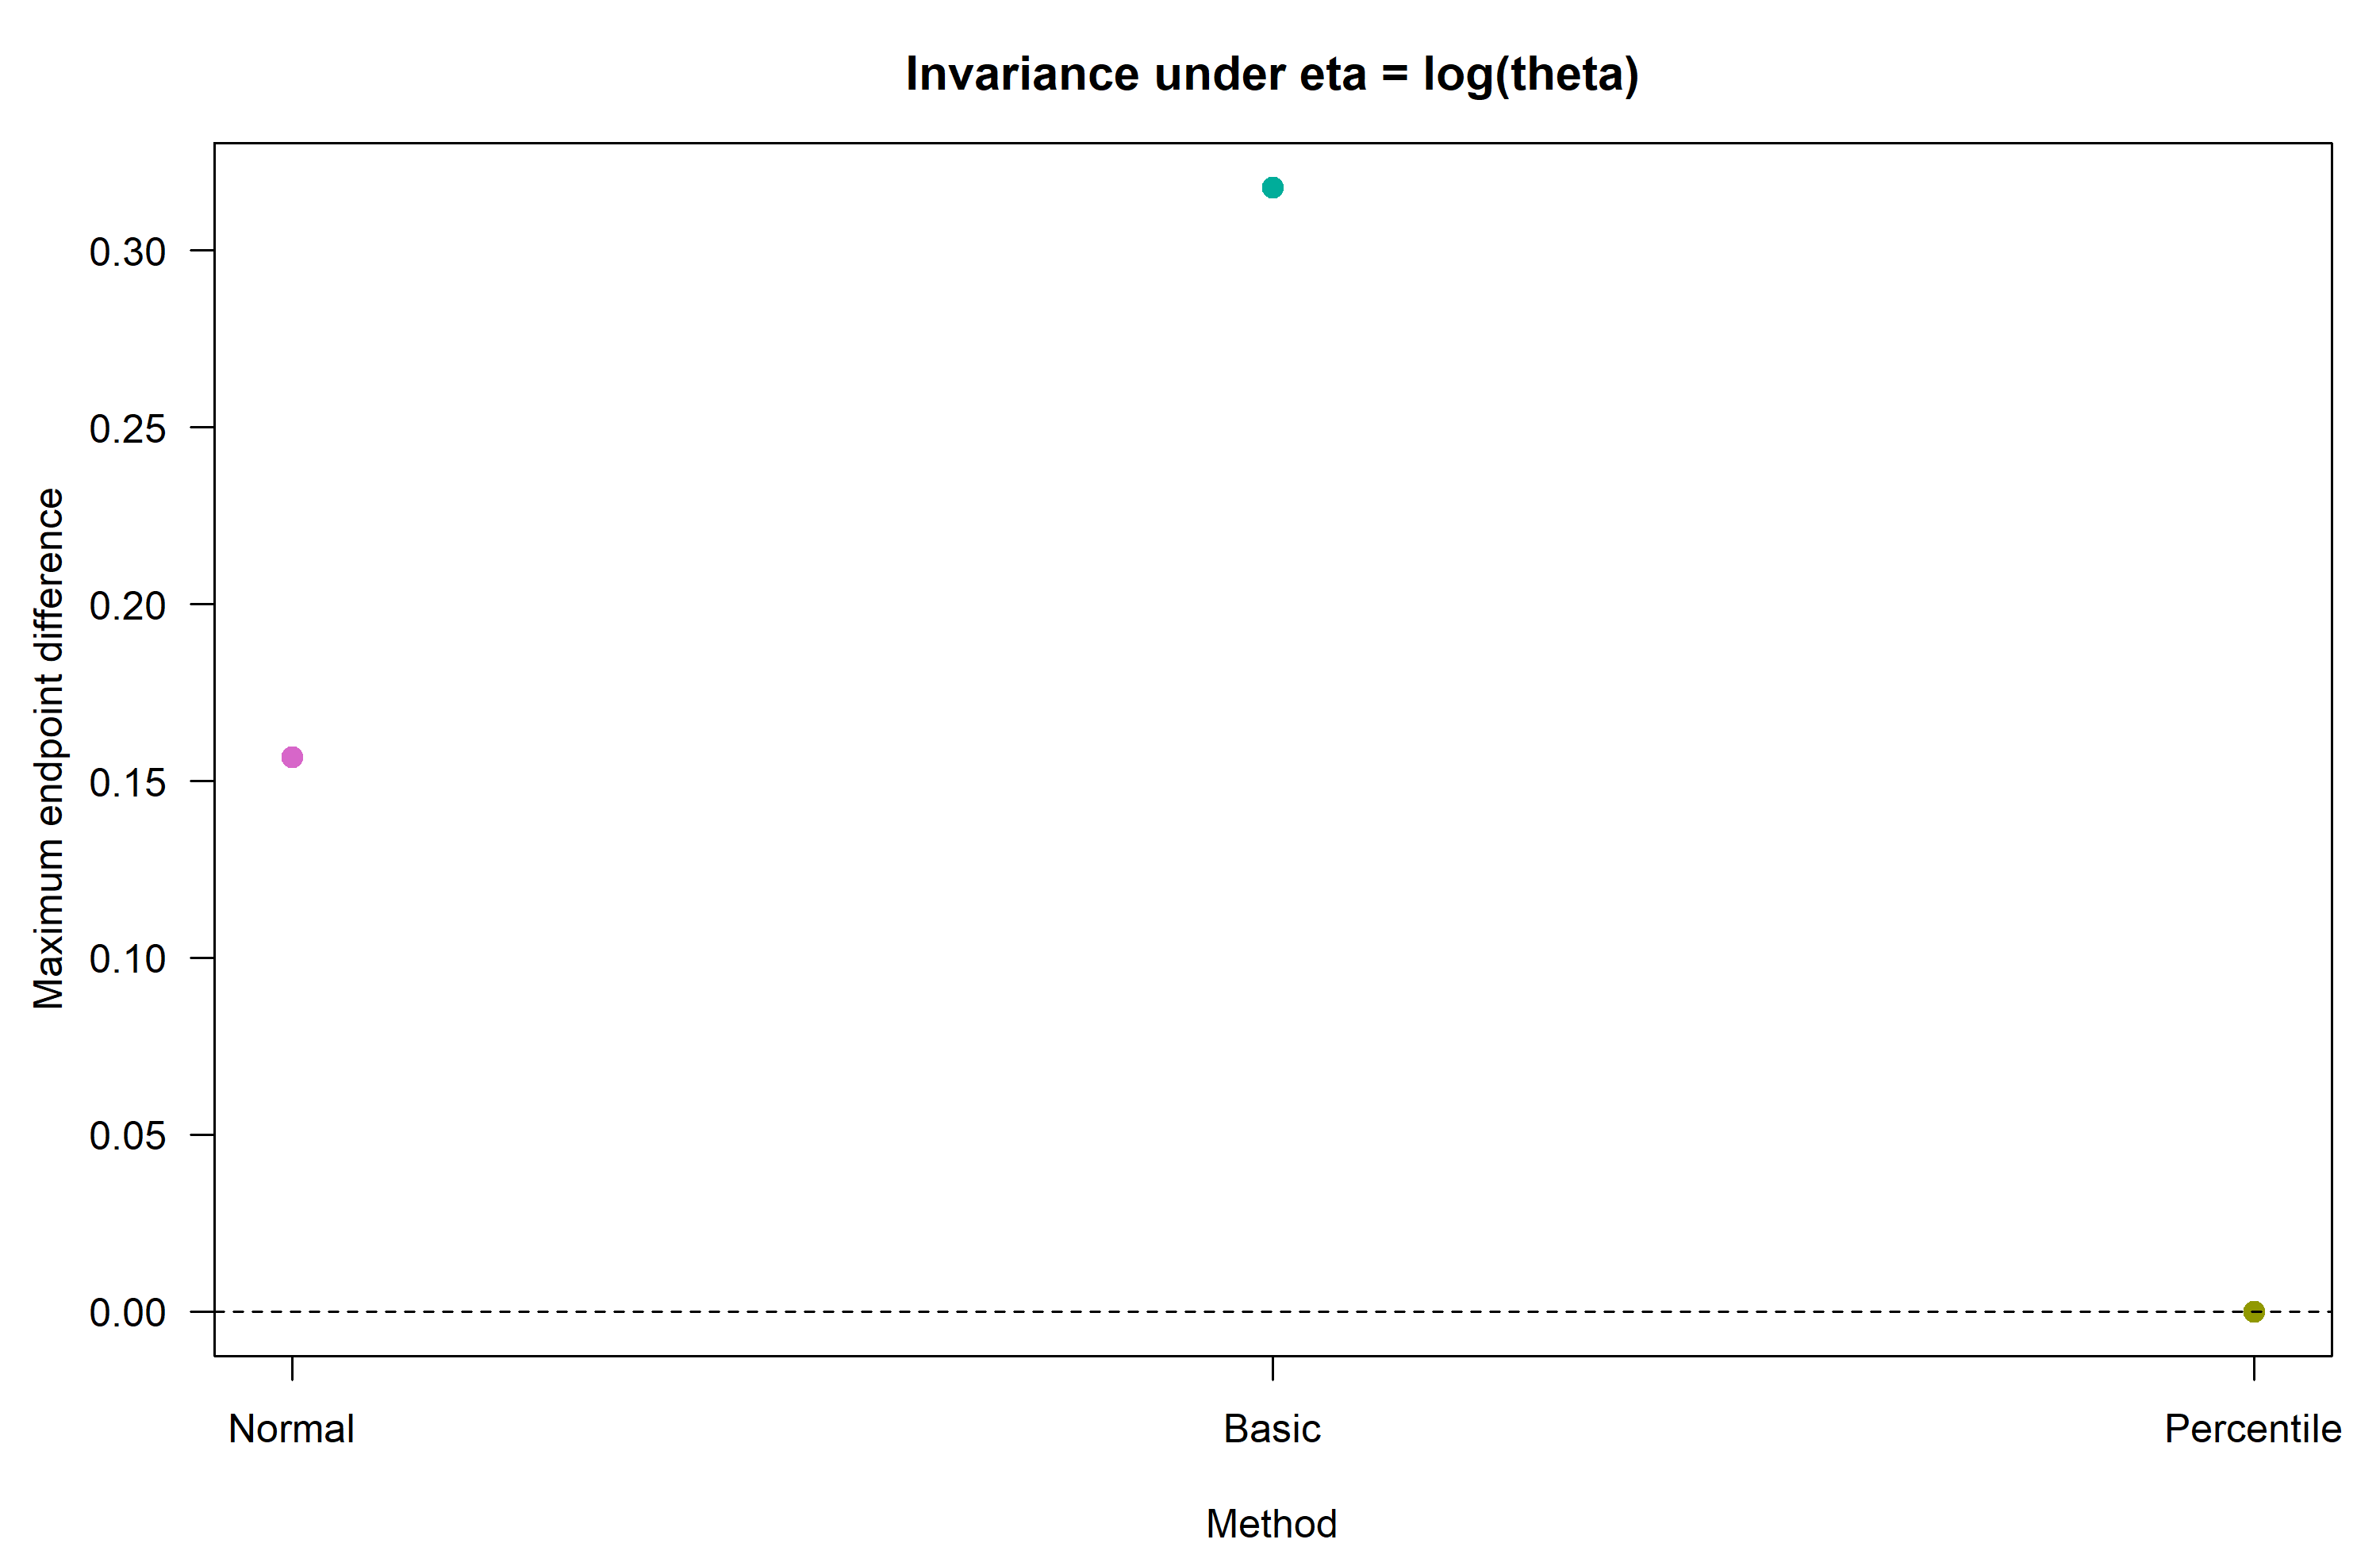 Invariance under eta = log(theta)
Maximum endpoint difference
0.30
0.25
0.20
0.15
0.10
0.05
0.00
Normal Basic Percentile
Method